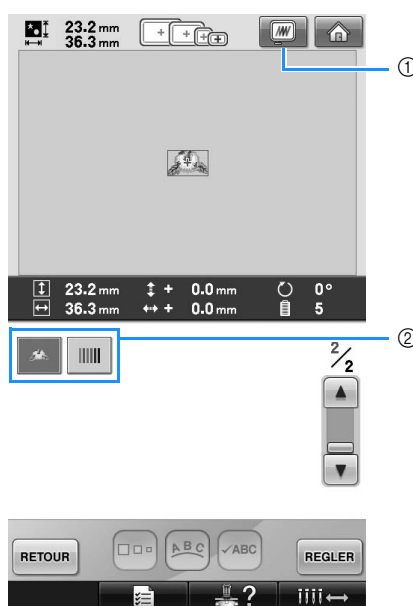 23.2 mm
36.3 mm
①
23.2 mm + 0.0 mm 0°
36.3 mm + 0.0 mm 5
②
2/2
RETOUR ABC ✓ABC REGLER
?